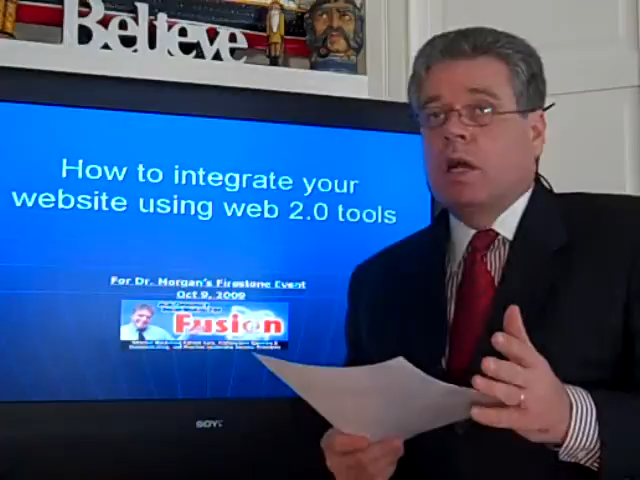 Believe
How to integrate your
website using web 2.0 tools
For Dr. Morgan's Firestone Event
Oct 9, 2009
Fusion
SONY